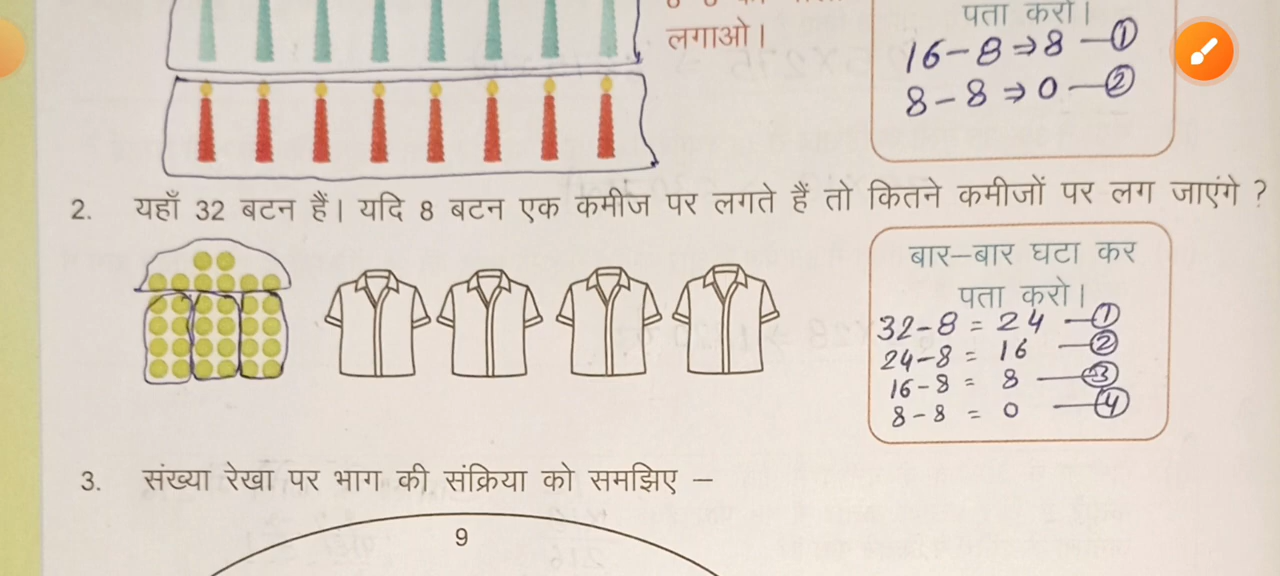 लगाओ।
पता करो।
16-8⇒8 —①
8-8⇒0 —②
2. यहाँ 32 बटन हैं। यदि 8 बटन एक कमीज पर लगते हैं तो कितने कमीजों पर लग जाएंगे ?
बार-बार घटा कर
पता करो।
32-8 = 24 —①
24-8 = 16 —②
16-8 = 8 —③
8-8 = 0 —④
3. संख्या रेखा पर भाग की संक्रिया को समझिए –
9